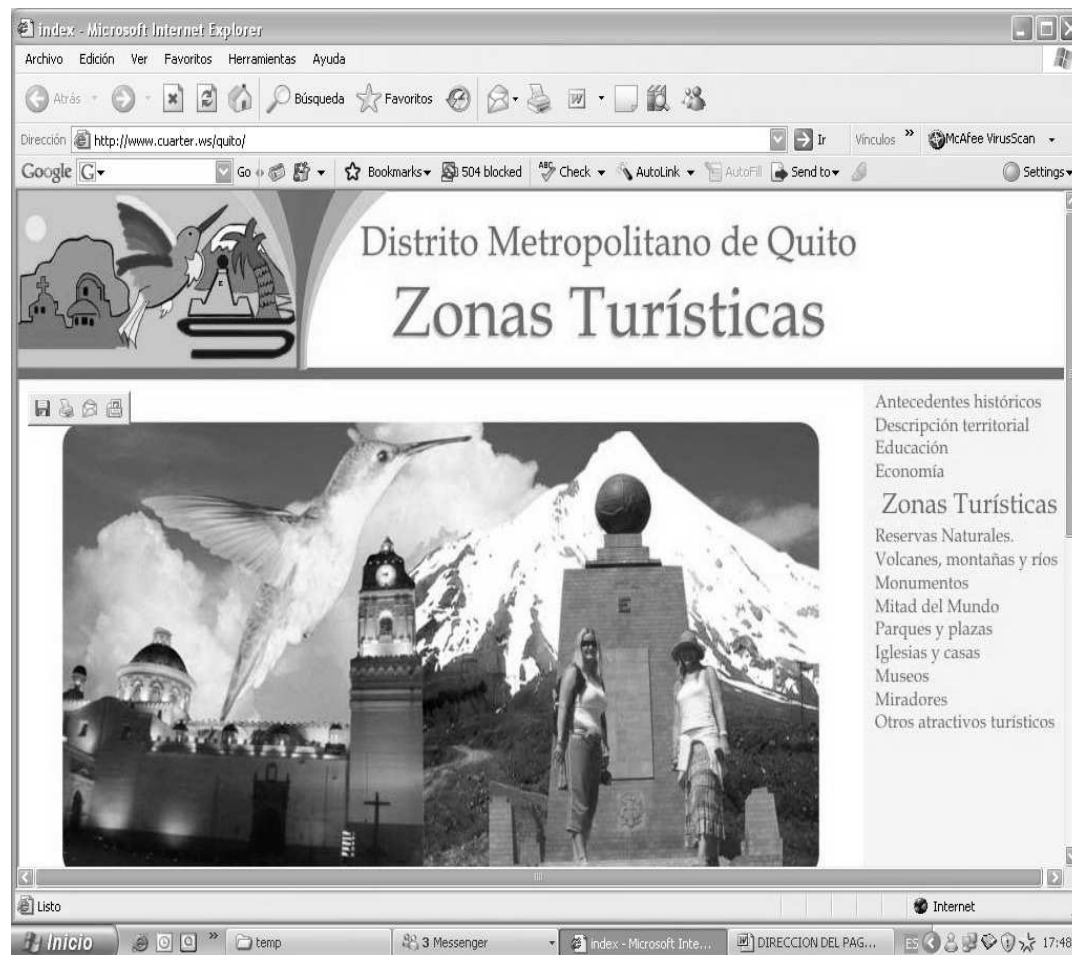 index - Microsoft Internet Explorer
Archivo Edición Ver Favoritos Herramientas Ayuda
Atrás Búsqueda Favoritos
Dirección http://www.cuarter.ws/quito/ Ir Vínculos » McAfee VirusScan
Google G Go Bookmarks 504 blocked ABC Check AutoLink AutoFill Send to Settings
Distrito Metropolitano de Quito
Zonas Turísticas
E
Antecedentes históricos
Descripción territorial
Educación
Economía
Zonas Turísticas
Reservas Naturales.
Volcanes, montañas y ríos
Monumentos
Mitad del Mundo
Parques y plazas
Iglesias y casas
Museos
Miradores
Otros atractivos turísticos
E
Listo Internet
Inicio » temp 3 Messenger index - Microsoft Inte... DIRECCION DEL PAG... ES 17:48